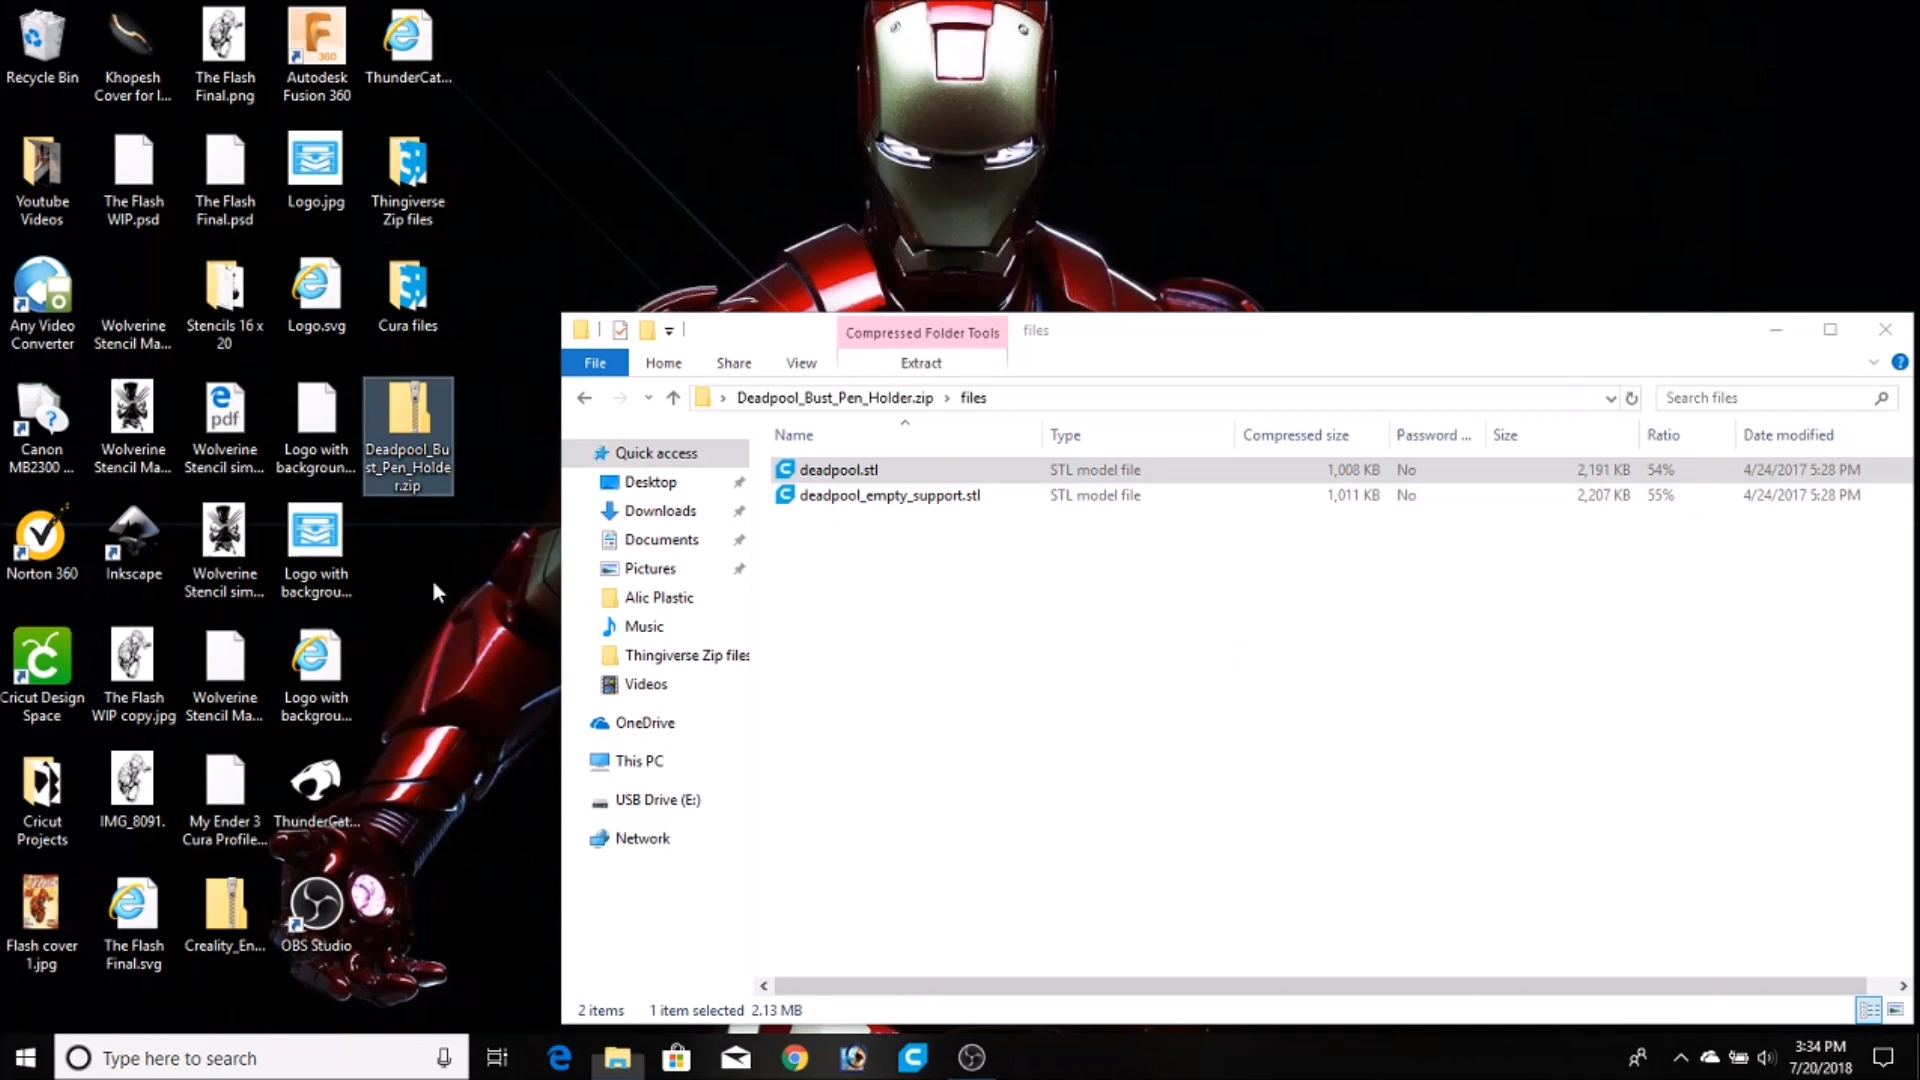 Recycle Bin
Khopesh
Cover for I...
The Flash
Final.png
Autodesk
Fusion 360
ThunderCat...
Youtube
Videos
The Flash
WIP.psd
The Flash
Final.psd
Logo.jpg
Thingiverse
Zip files
Any Video
Converter
Wolverine
Stencil Ma...
Stencils 16 x
20
Logo.svg
Cura files
Canon
MB2300 ...
Wolverine
Stencil Ma...
Wolverine
Stencil sim...
Logo with
backgroun...
Deadpool_Bu
st_Pen_Holde
r.zip
Norton 360
Inkscape
Wolverine
Stencil sim...
Logo with
backgrou...
Cricut Design
Space
The Flash
WIP copy.jpg
Wolverine
Stencil Ma...
Logo with
backgrou...
Cricut
Projects
IMG_8091.
My Ender 3
Cura Profile...
Flash cover
1.jpg
The Flash
Final.svg
Creality_En...
OBS Studio
Compressed Folder Tools
files
File
Home
Share
View
Extract
Deadpool_Bust_Pen_Holder.zip › files
Search files
Name
Type
Compressed size
Password ...
Size
Ratio
Date modified
deadpool.stl STL model file 1,008 KB No 2,191 KB 54% 4/24/2017 5:28 PM
deadpool_empty_support.stl STL model file 1,011 KB No 2,207 KB 55% 4/24/2017 5:28 PM
Quick access
Desktop
Downloads
Documents
Pictures
Alic Plastic
Music
Thingiverse Zip files
Videos
OneDrive
This PC
USB Drive (E:)
Network
2 items 1 item selected 2.13 MB
Type here to search
3:34 PM
7/20/2018